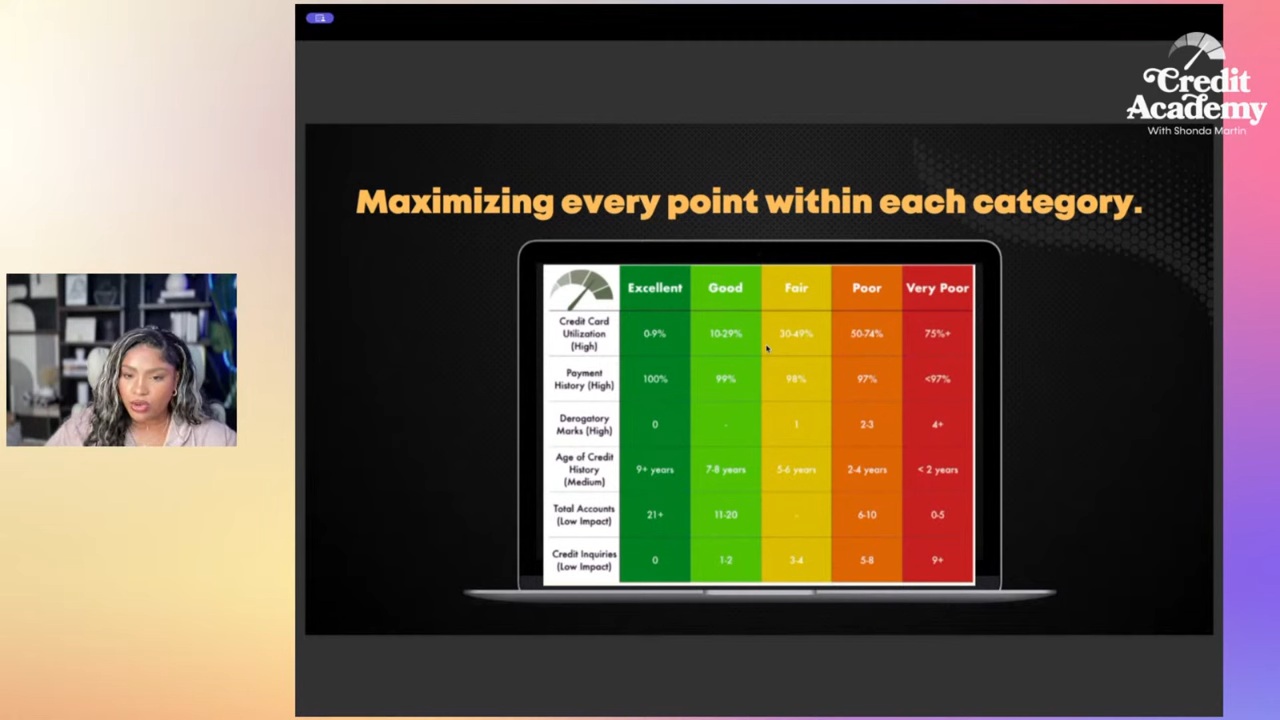 Credit
Academy
With Shonda Martin
Maximizing every point within each category.
Excellent Good Fair Poor Very Poor
Credit Card
Utilization
(High)
0-9% 10-29% 30-49% 50-74% 75%+
Payment
History (High)
100% 99% 98% 97% <97%
Derogatory
Marks (High)
0 - 1 2-3 4+
Age of Credit
History
(Medium)
9+ years 7-8 years 5-6 years 2-4 years < 2 years
Total Accounts
(Low Impact)
21+ 11-20 - 6-10 0-5
Credit Inquiries
(Low Impact)
0 1-2 3-4 5-8 9+